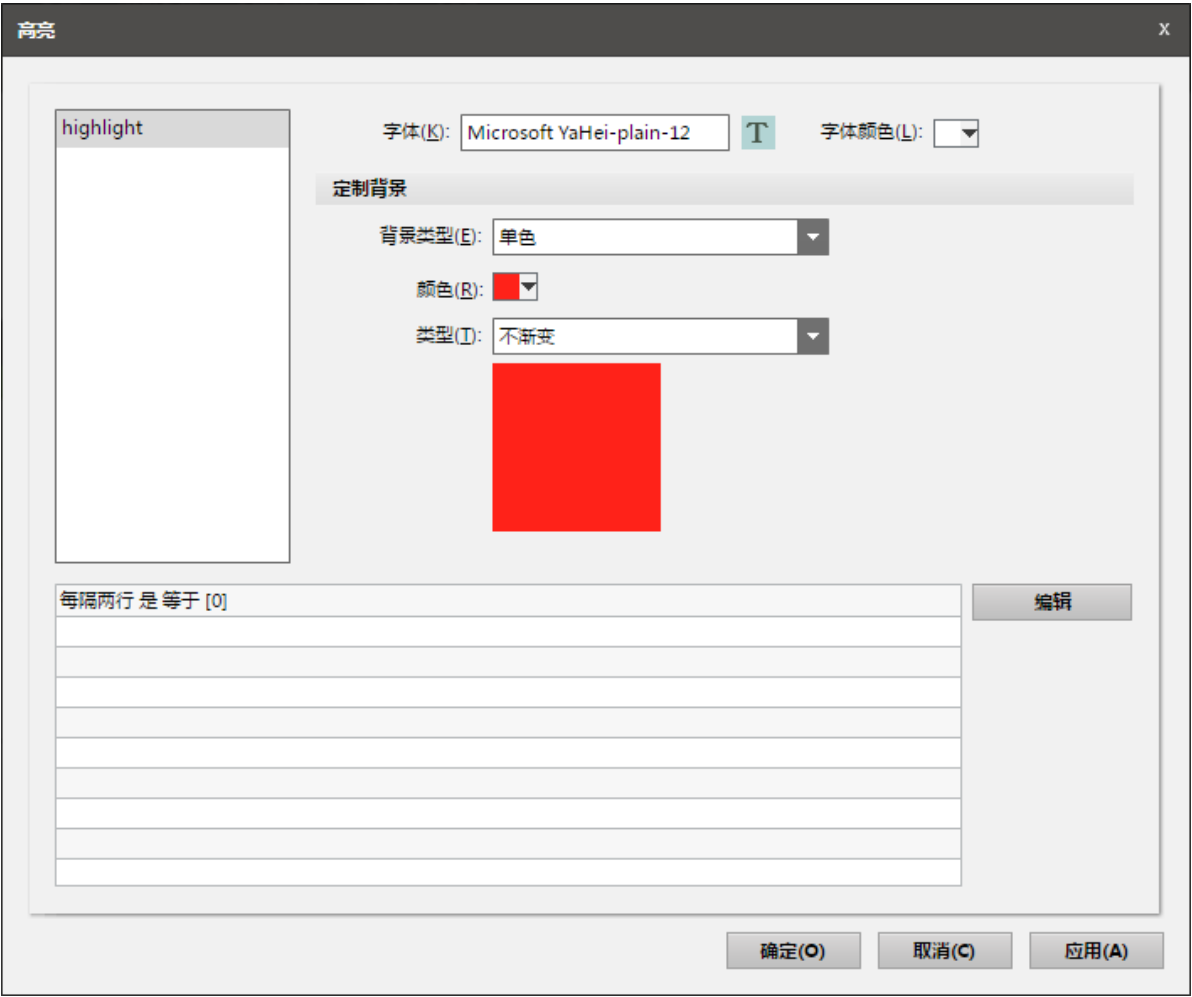 高亮
x
highlight
字体(K): Microsoft YaHei-plain-12 T 字体颜色(L):
定制背景
背景类型(E): 单色
颜色(R):
类型(T): 不渐变
每隔两行 是 等于 [0]
编辑
确定(O) 取消(C) 应用(A)